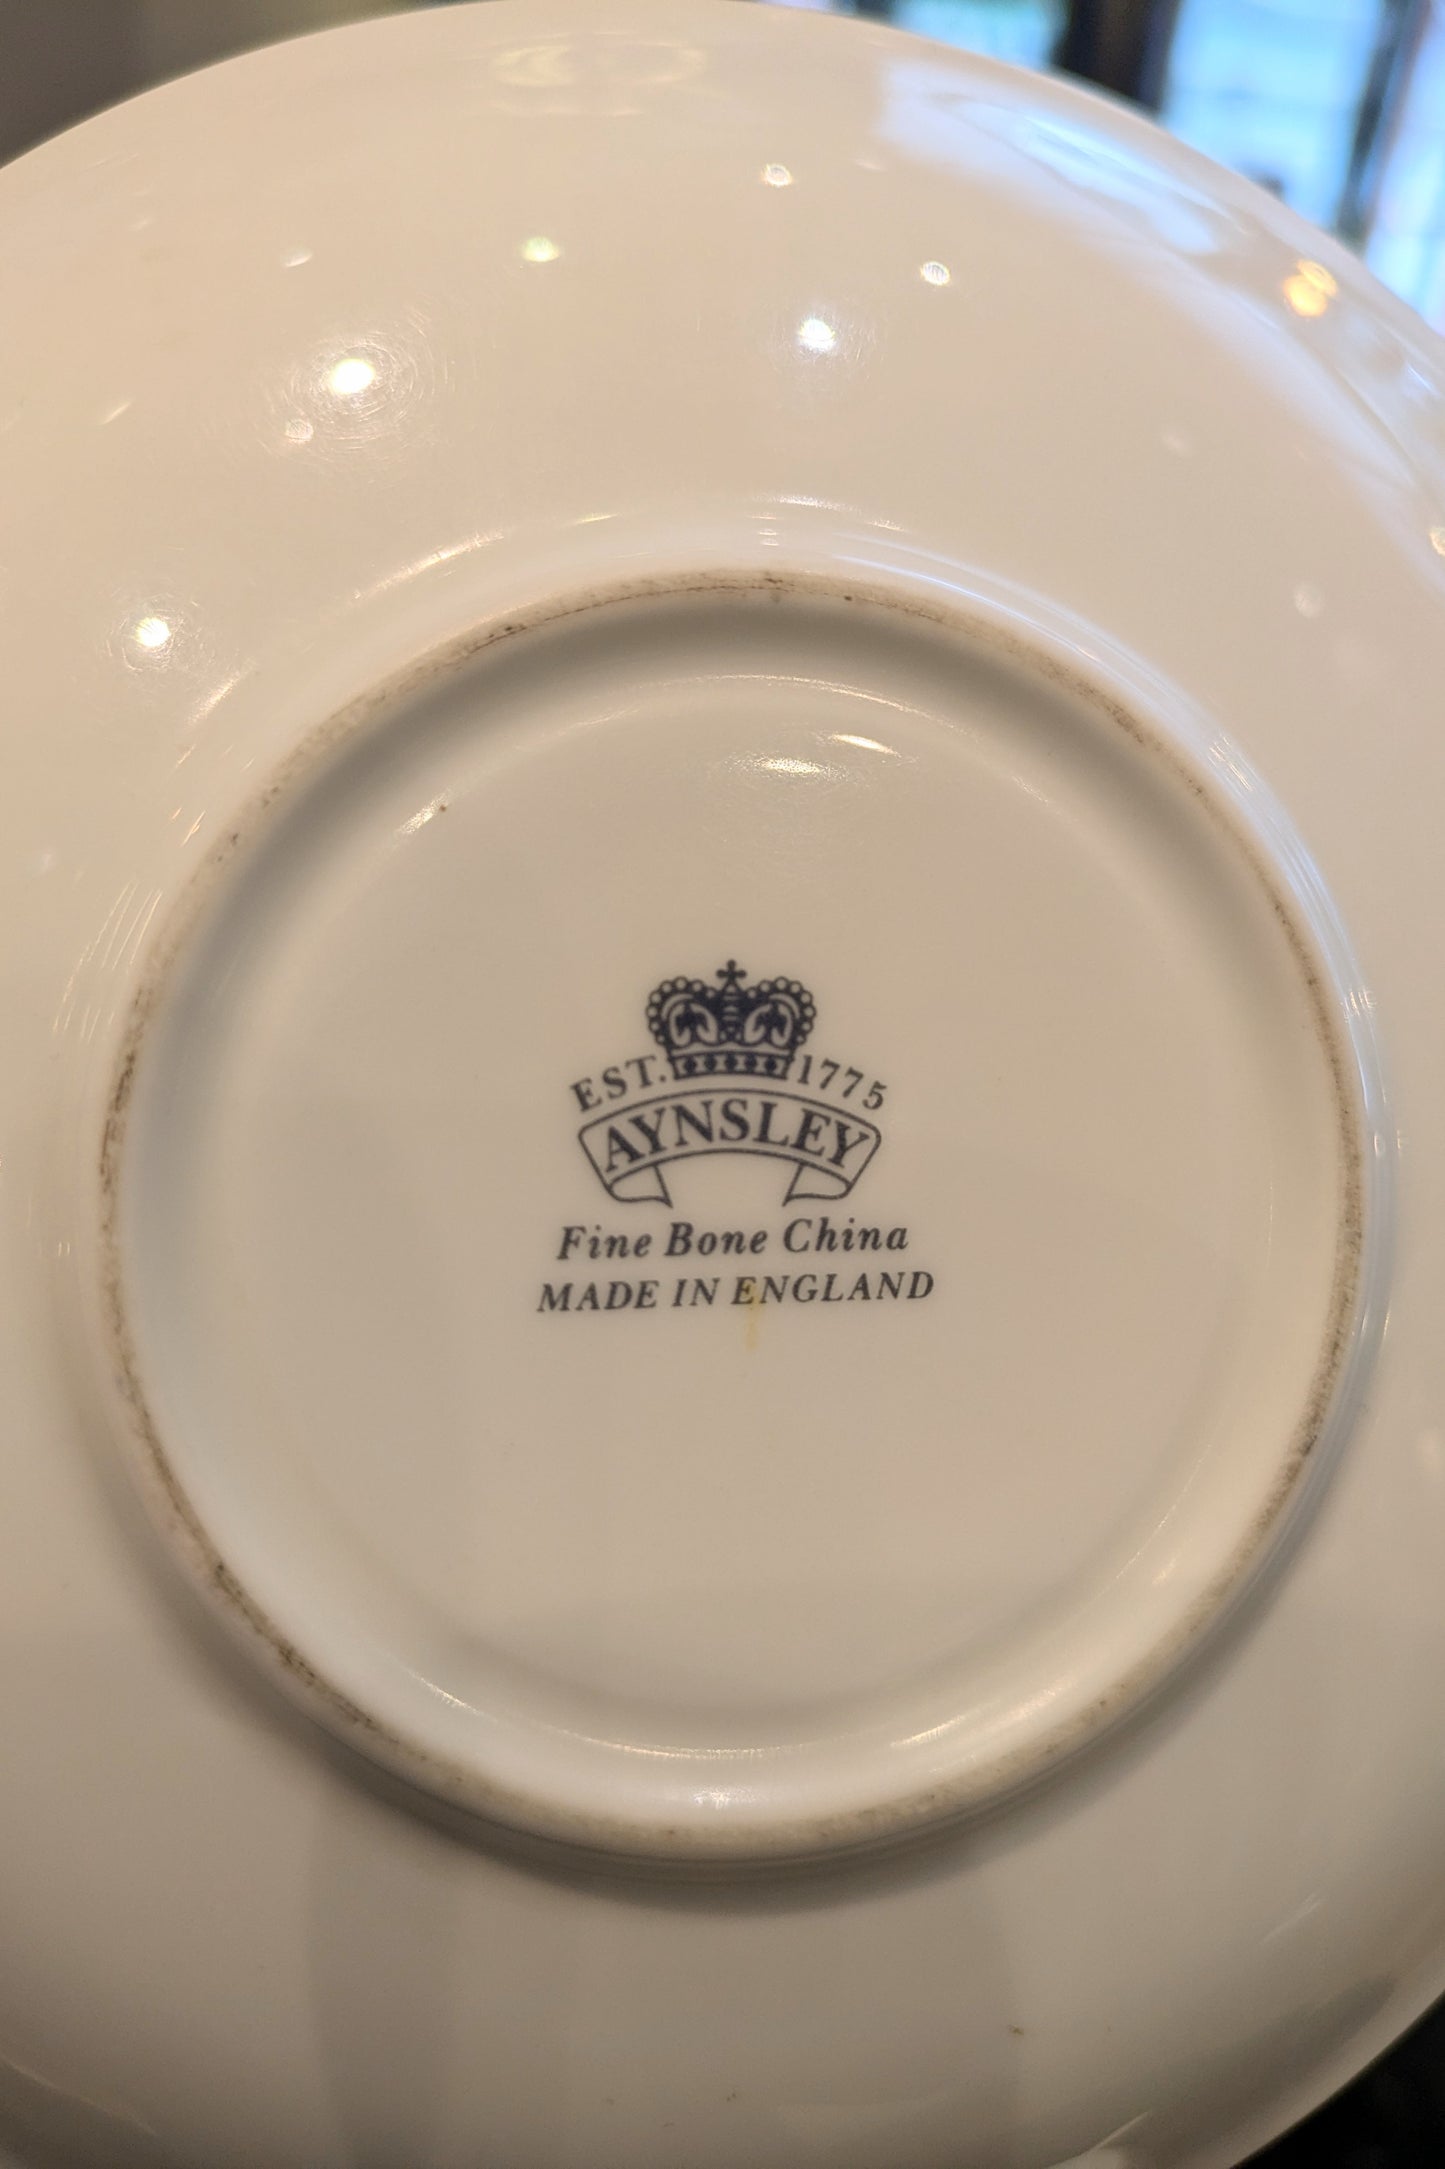 EST. 1775
AYNSLEY
Fine Bone China
MADE IN ENGLAND